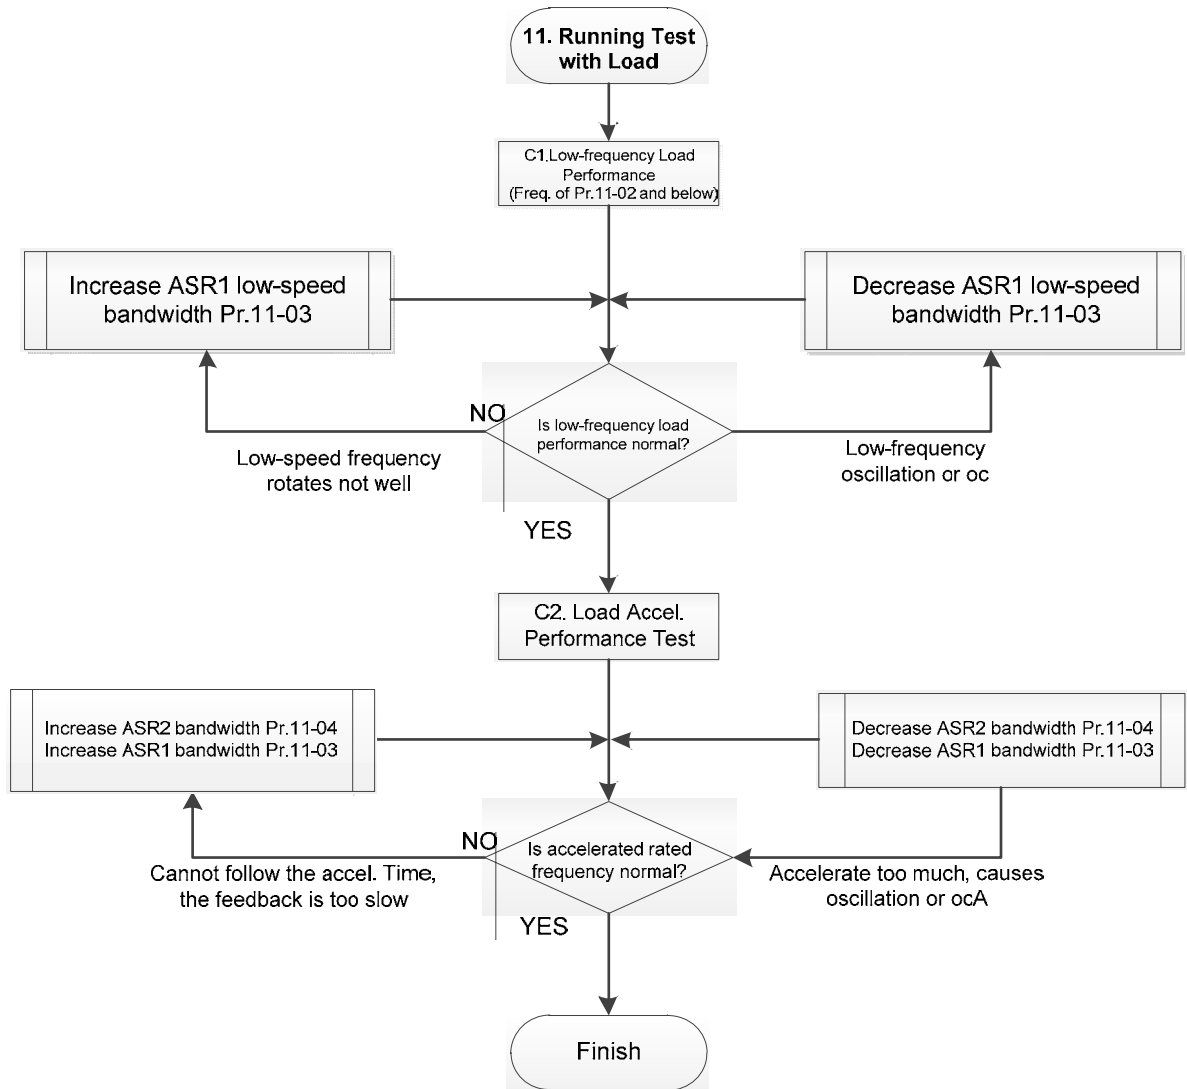 11. Running Test
with Load
C1.Low-frequency Load
Performance
(Freq. of Pr.11-02 and below)
Increase ASR1 low-speed
bandwidth Pr.11-03
Decrease ASR1 low-speed
bandwidth Pr.11-03
NO
Is low-frequency load
performance normal?
Low-speed frequency
rotates not well
Low-frequency
oscillation or oc
YES
C2. Load Accel.
Performance Test
Increase ASR2 bandwidth Pr.11-04
Increase ASR1 bandwidth Pr.11-03
Decrease ASR2 bandwidth Pr.11-04
Decrease ASR1 bandwidth Pr.11-03
NO
Is accelerated rated
frequency normal?
Cannot follow the accel. Time,
the feedback is too slow
Accelerate too much, causes
oscillation or ocA
YES
Finish